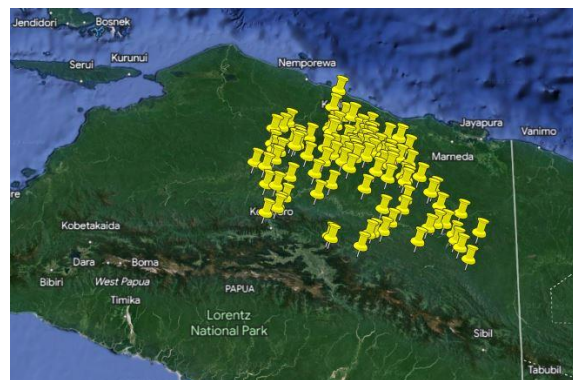 Jendidori
Bosnek
Serui
Kurunui
Nemporewa
Jayapura
Vanimo
Marneda
Kobetakaida
Dara
Boma
Bibiri
West Papua
Timika
PAPUA
Lorentz
National Park
Sibil
Tabubil